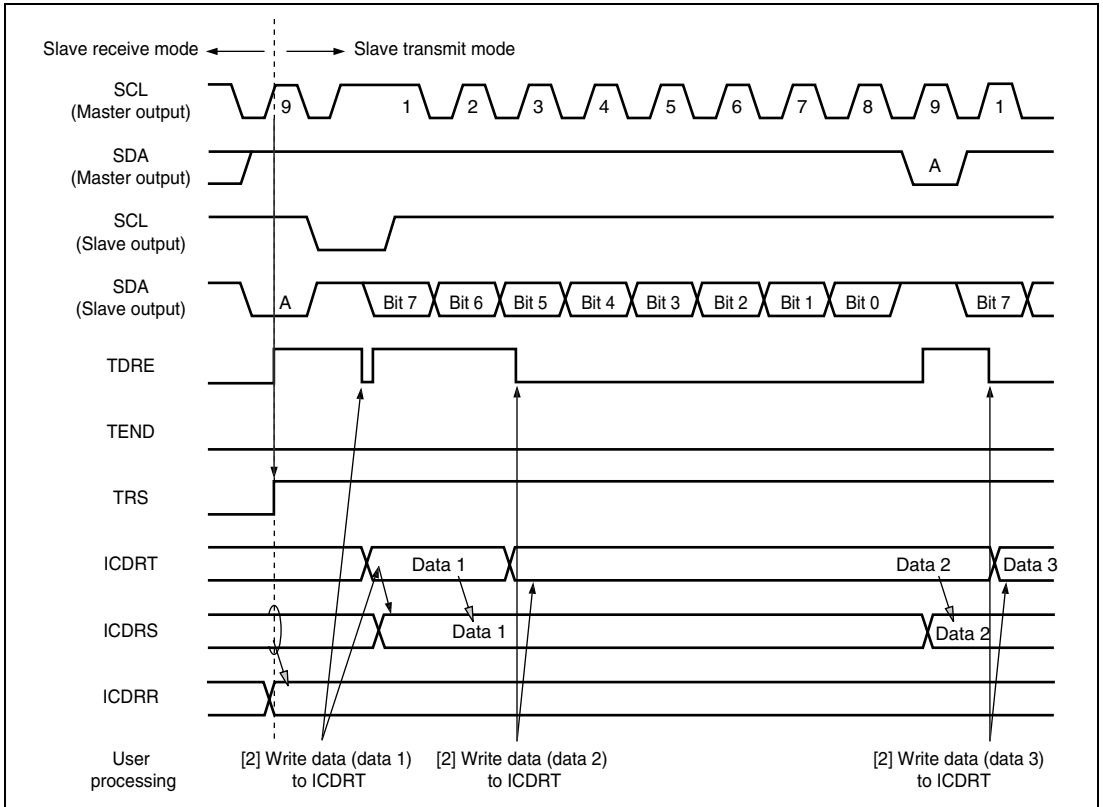 Slave receive mode
Slave transmit mode
SCL
(Master output)
9
1
2
3
4
5
6
7
8
9
1
SDA
(Master output)
A
SCL
(Slave output)
SDA
(Slave output)
A
Bit 7
Bit 6
Bit 5
Bit 4
Bit 3
Bit 2
Bit 1
Bit 0
Bit 7
TDRE
TEND
TRS
ICDRT
Data 1
Data 2
Data 3
ICDRS
Data 1
Data 2
ICDRR
User
processing
[2] Write data (data 1)
to ICDRT
[2] Write data (data 2)
to ICDRT
[2] Write data (data 3)
to ICDRT